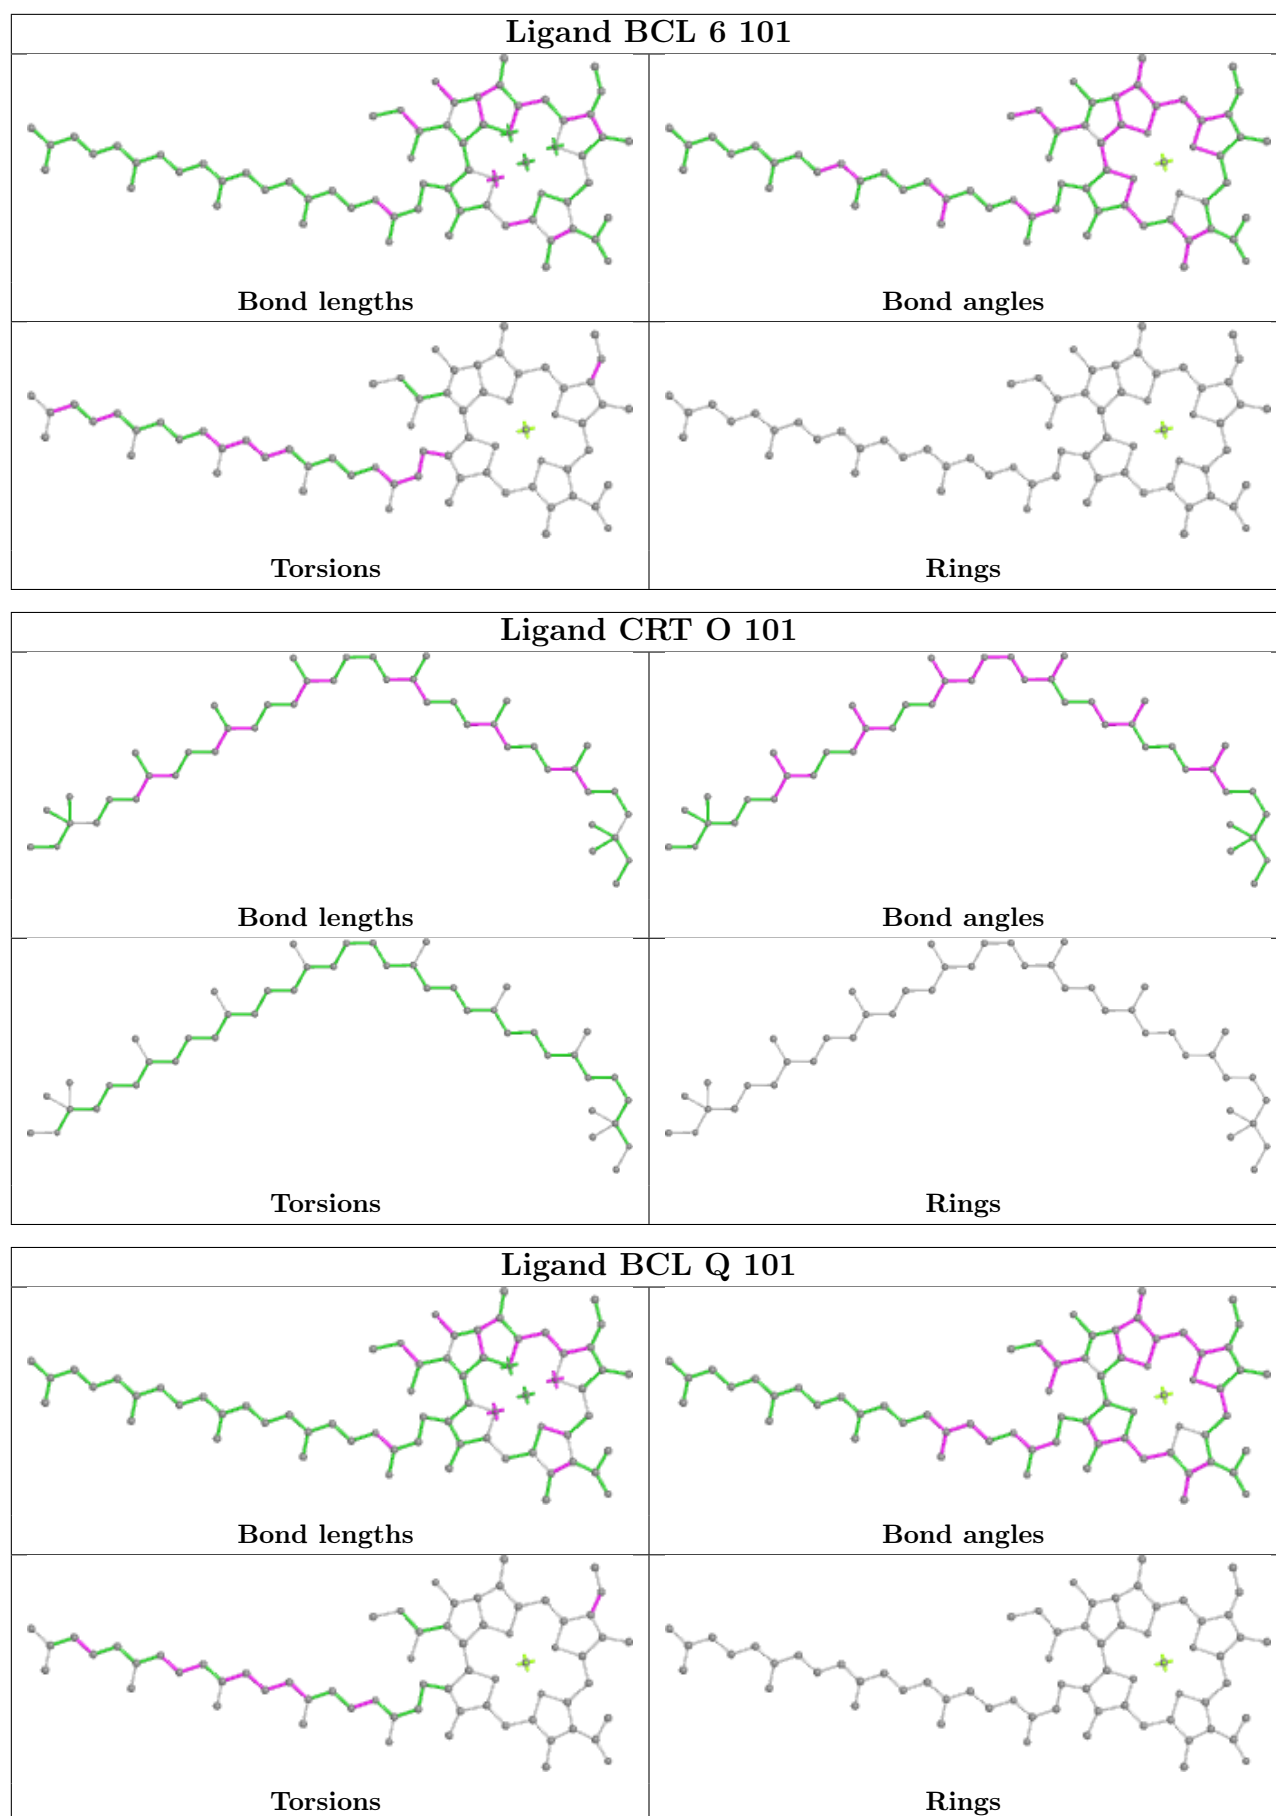 Ligand BCL 6 101
Bond lengths
Bond angles
Torsions
Rings
Ligand CRT O 101
Bond lengths
Bond angles
Torsions
Rings
Ligand BCL Q 101
Bond lengths
Bond angles
Torsions
Rings